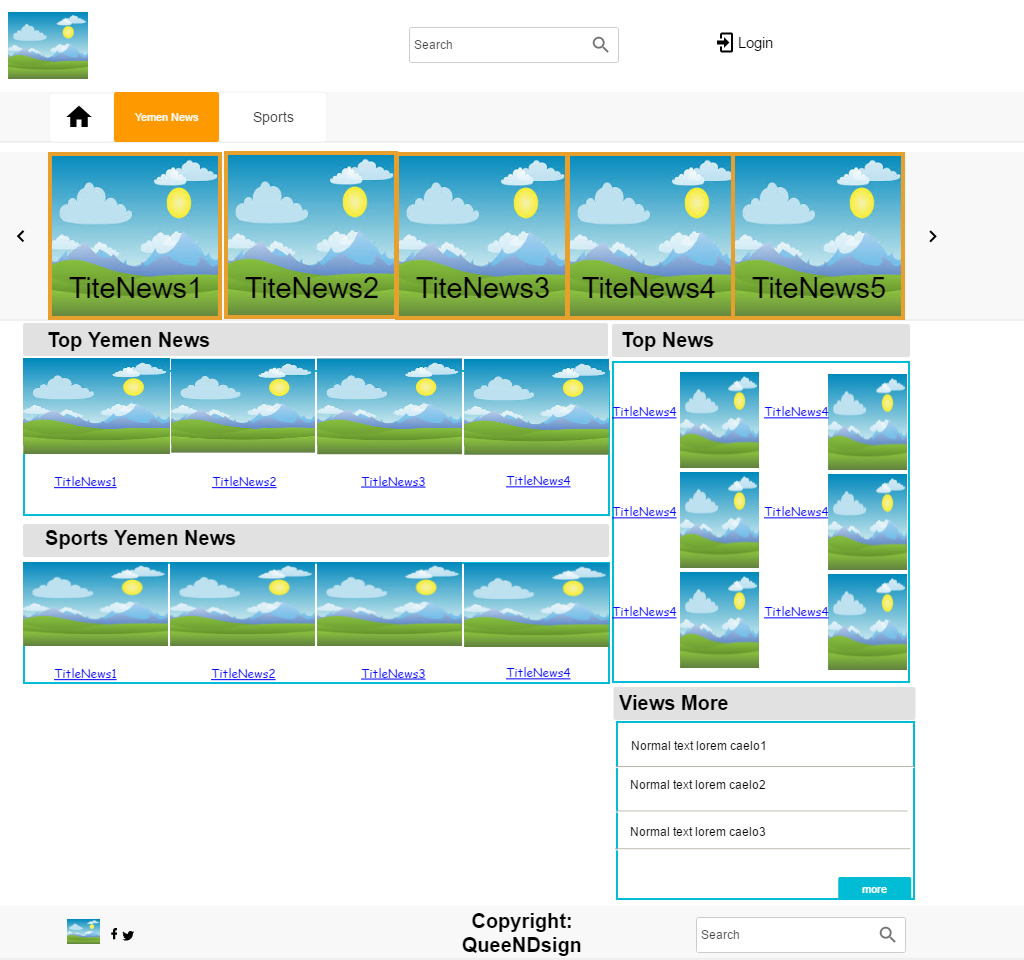 Search
Login
Yemen News
Sports
TiteNews1
TiteNews2
TiteNews3
TiteNews4
TiteNews5
Top Yemen News
TitleNews1
TitleNews2
TitleNews3
TitleNews4
Sports Yemen News
TitleNews1
TitleNews2
TitleNews3
TitleNews4
Top News
TitleNews4
TitleNews4
TitleNews4
TitleNews4
TitleNews4
TitleNews4
Views More
Normal text lorem caelo1
Normal text lorem caelo2
Normal text lorem caelo3
more
Copyright:
QueeNDsign
Search